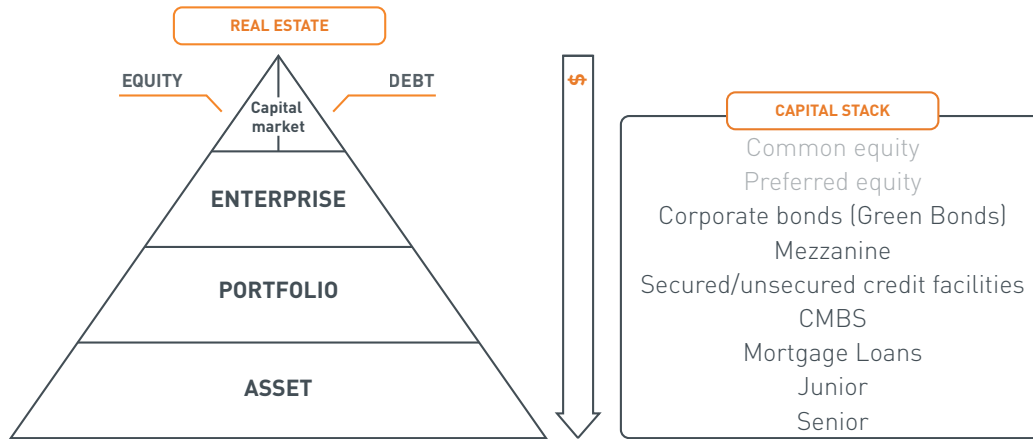 REAL ESTATE
EQUITY
DEBT
Capital
market
ENTERPRISE
PORTFOLIO
ASSET
$
CAPITAL STACK
Common equity
Preferred equity
Corporate bonds (Green Bonds)
Mezzanine
Secured/unsecured credit facilities
CMBS
Mortgage Loans
Junior
Senior